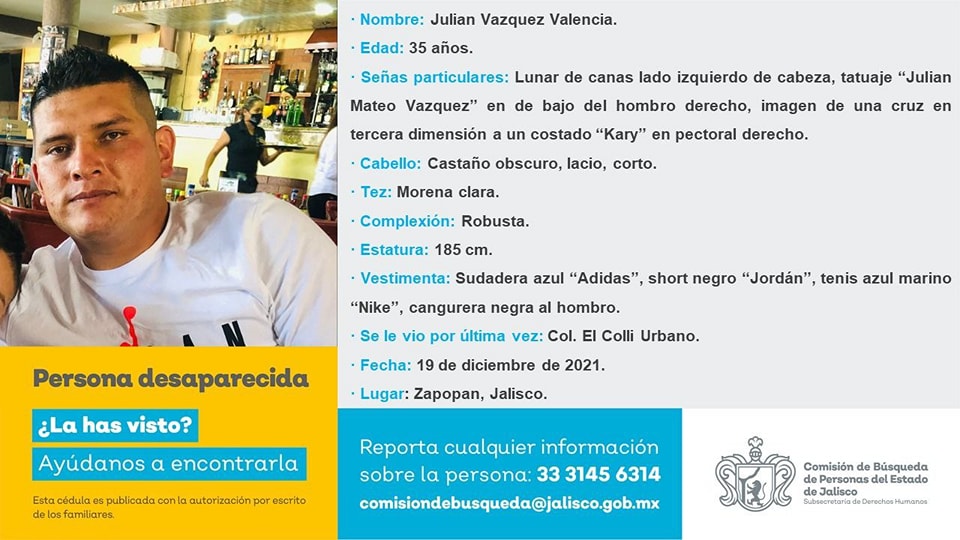 · Nombre: Julian Vazquez Valencia.
· Edad: 35 años.
· Señas particulares: Lunar de canas lado izquierdo de cabeza, tatuaje “Julian
Mateo Vazquez” en de bajo del hombro derecho, imagen de una cruz en
tercera dimensión a un costado “Kary” en pectoral derecho.
· Cabello: Castaño obscuro, lacio, corto.
· Tez: Morena clara.
· Complexión: Robusta.
· Estatura: 185 cm.
· Vestimenta: Sudadera azul “Adidas”, short negro “Jordán”, tenis azul marino
“Nike”, cangurera negra al hombro.
· Se le vio por última vez: Col. El Colli Urbano.
· Fecha: 19 de diciembre de 2021.
· Lugar: Zapopan, Jalisco.
Persona desaparecida
¿La has visto?
Ayúdanos a encontrarla
Esta cédula es publicada con la autorización por escrito
de los familiares.
Reporta cualquier información
sobre la persona: 33 3145 6314
comisiondebusqueda@jalisco.gob.mx
Comisión de Búsqueda
de Personas del Estado
de Jalisco
Subsecretaría de Derechos Humanos